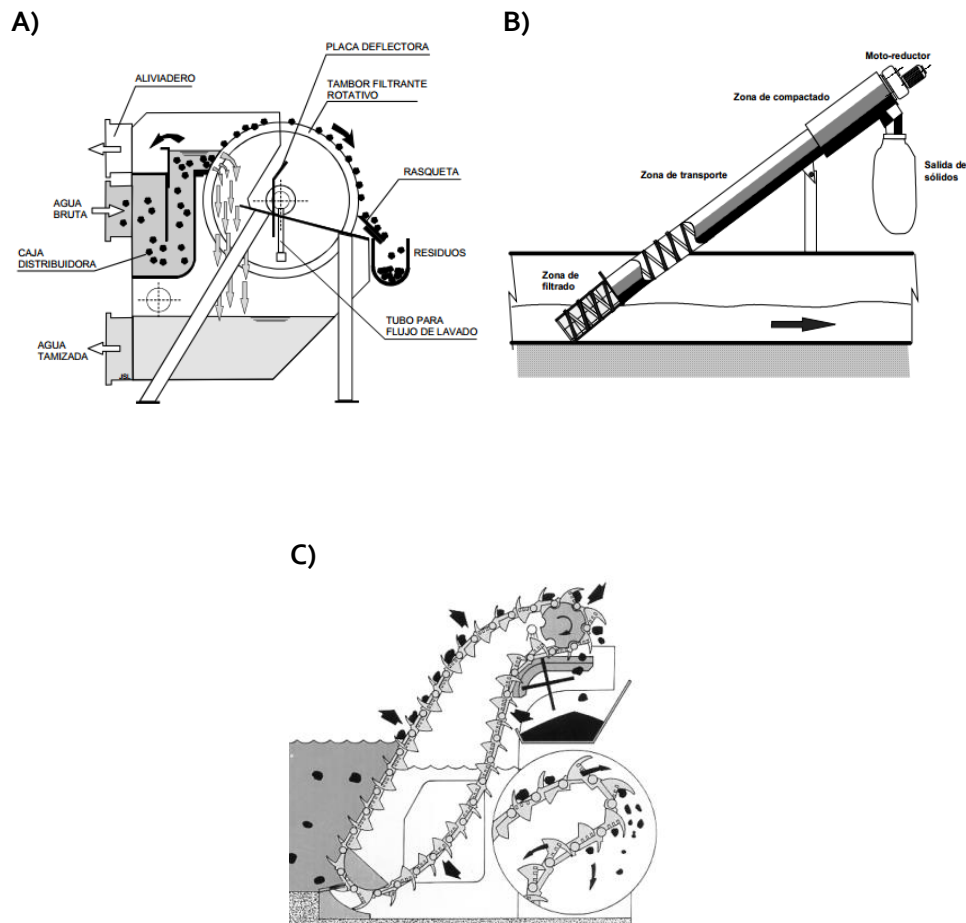 A)
PLACA DEFLECTORA
ALIVIADERO
TAMBOR FILTRANTE
ROTATIVO
RASQUETA
AGUA
BRUTA
CAJA
DISTRIBUIDORA
RESIDUOS
TUBO PARA
FLUJO DE LAVADO
AGUA
TAMIZADA
B)
Moto-reductor
Zona de compactado
Zona de transporte
Salida de
sólidos
Zona de
filtrado
C)